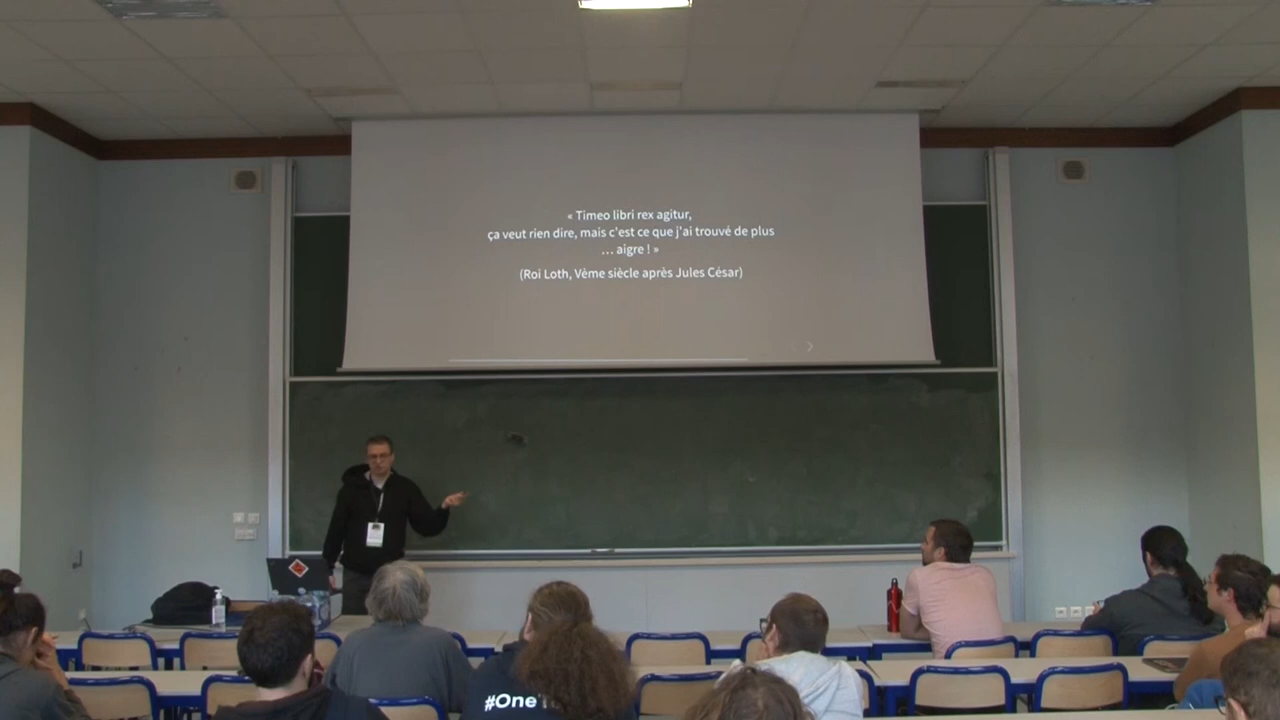 « Timeo libri rex agitur,
ça veut rien dire, mais c'est ce que j'ai trouvé de plus
... aigre ! »
(Roi Loth, Vème siècle après Jules César)
#One